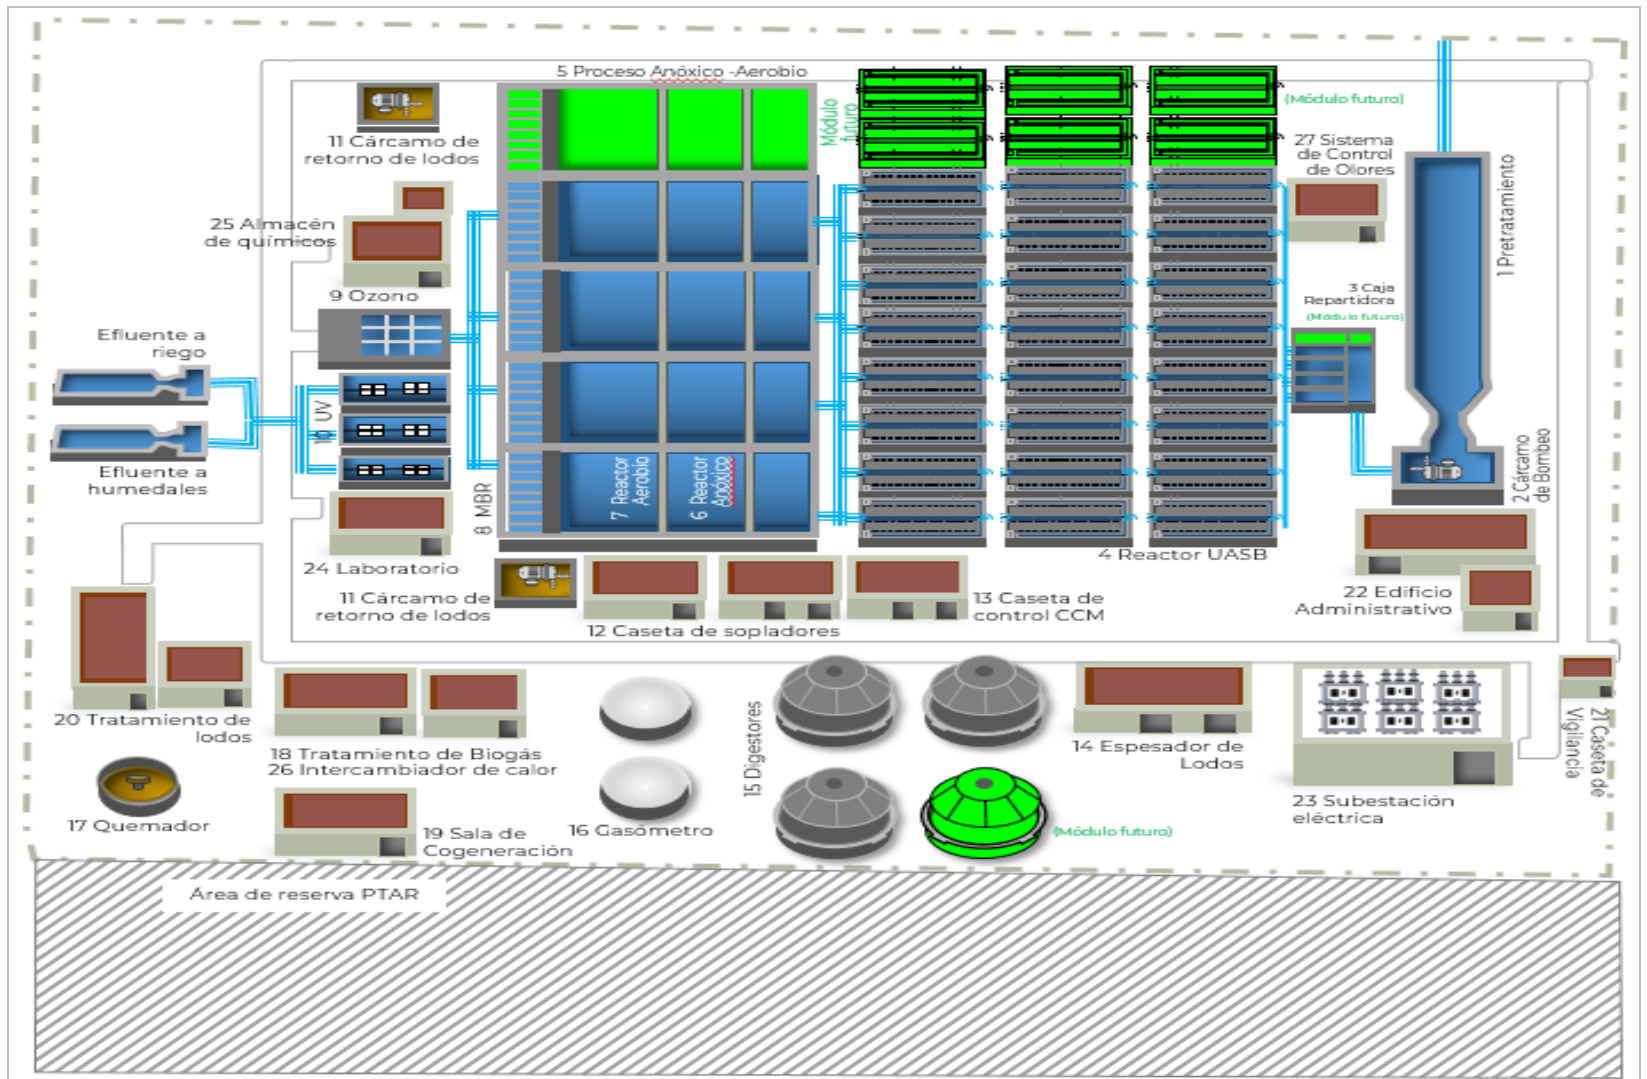 5 Proceso Anóxico -Aerobio
Módulo
futuro
(Módulo futuro)
11 Cárcamo de
retorno de lodos
27 Sistema
de Control
de Olores
1 Pretratamiento
25 Almacén
de químicos
9 Ozono
3 Caja
Repartidora
(Módulo futuro)
Efluente a
riego
10 UV
Efluente a
humedales
7 Reactor
Aerobio
6 Reactor
Anóxico
8 MBR
2 Cárcamo
de Bombeo
24 Laboratorio
4 Reactor UASB
11 Cárcamo de
retorno de lodos
12 Caseta de sopladores
13 Caseta de
control CCM
22 Edificio
Administrativo
20 Tratamiento de
lodos
18 Tratamiento de Biogás
26 Intercambiador de calor
15 Digestores
14 Espesador de
Lodos
21 Caseta de
Vigilancia
23 Subestación
eléctrica
17 Quemador
19 Sala de
Cogeneración
16 Gasómetro
(Módulo futuro)
Área de reserva PTAR